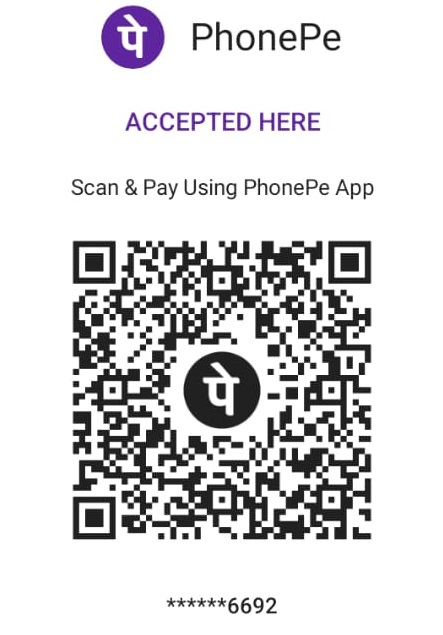 पे PhonePe
ACCEPTED HERE
Scan & Pay Using PhonePe App
पे
******6692